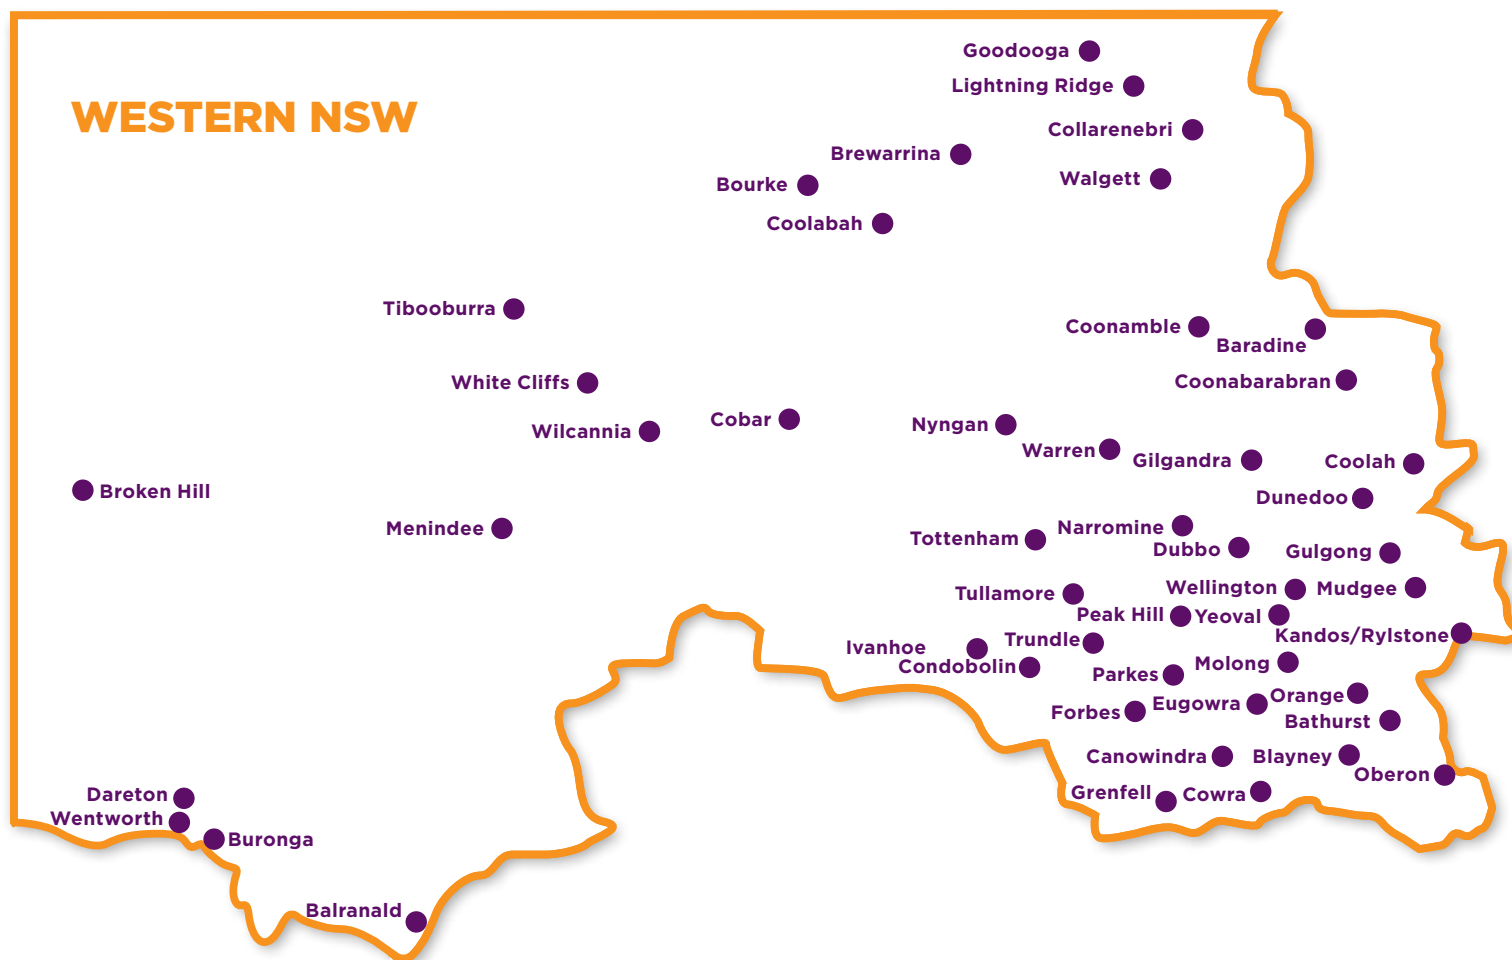 Goodooga
Lightning Ridge
WESTERN NSW
Collarenebri
Brewarrina
Walgett
Bourke
Coolabah
Tibooburra
Coonamble
Baradine
White Cliffs
Coonabarabran
Cobar
Nyngan
Wilcannia
Warren
Gilgandra
Coolah
Broken Hill
Dunedoo
Menindee
Narromine
Tottenham
Dubbo
Gulgong
Wellington
Mudgee
Tullamore
Peak Hill
Yeoval
Kandos/Rylstone
Trundle
Ivanhoe
Molong
Condobolin
Parkes
Orange
Eugowra
Forbes
Bathurst
Canowindra
Blayney
Oberon
Grenfell
Cowra
Dareton
Wentworth
Buronga
Balranald